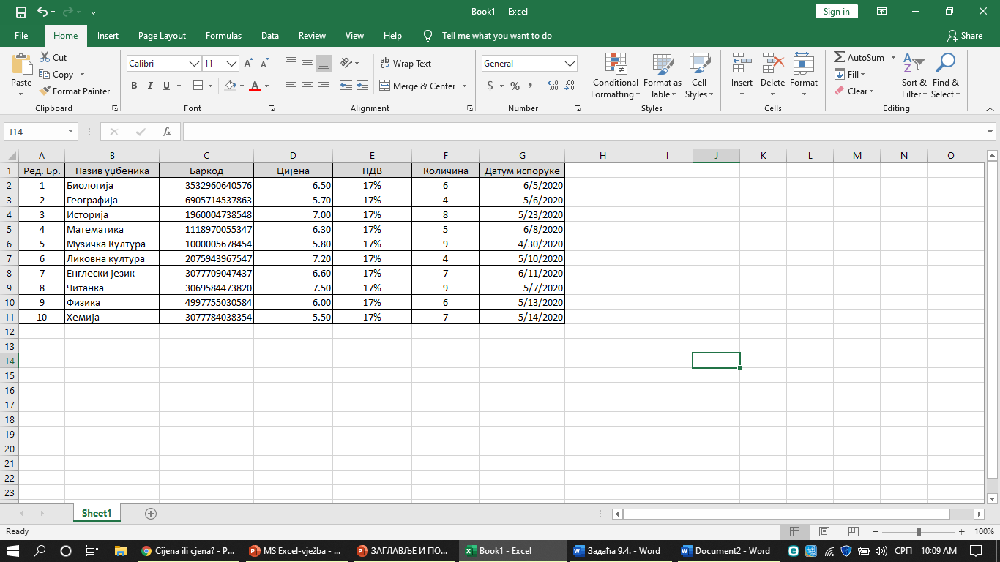 Book1 - Excel
Sign in
File Home Insert Page Layout Formulas Data Review View Help Tell me what you want to do Share
Paste Cut Copy Format Painter
Clipboard
Calibri 11 A A
B I U A
Font
Wrap Text
Merge & Center
Alignment
General
$ % , .00 .00
Number
Conditional Formatting Format as Table Cell Styles
Styles
Insert Delete Format
Cells
AutoSum Fill Clear
Sort & Filter Find & Select
Editing
J14 fx
A B C D E F G H I J K L M N O
1 Ред. Бр. Назив уџбеника Баркод Цијена ПДВ Количина Датум испоруке
2 1 Биологија 3532960640576 6.50 17% 6 6/5/2020
3 2 Географија 6905714537863 5.70 17% 4 5/6/2020
4 3 Историја 1960004738548 7.00 17% 8 5/23/2020
5 4 Математика 1118970055347 6.30 17% 5 6/8/2020
6 5 Музичка Култура 1000005678454 5.80 17% 9 4/30/2020
7 6 Ликовна култура 2075943967547 7.20 17% 4 5/10/2020
8 7 Енглески језик 3077709047437 6.60 17% 7 6/11/2020
9 8 Читанка 3069584473820 7.50 17% 9 5/7/2020
10 9 Физика 4997755030584 6.00 17% 6 5/13/2020
11 10 Хемија 3077784038354 5.50 17% 7 5/14/2020
12
13
14
15
16
17
18
19
20
21
22
23
Sheet1
Ready 100%
Cijena ili cjena? - P... MS Excel-vježba - ... ЗАГЛАВЉЕ И ПО... Book1 - Excel Задаћа 9.4. - Word Document2 - Word СРП 10:09 AM